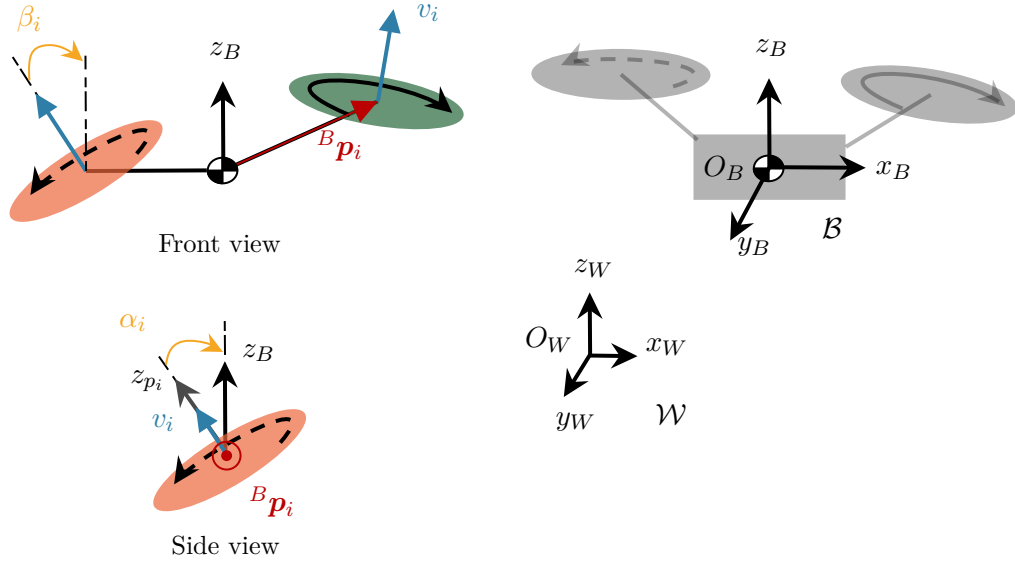 β_i
z_B
v_i
^B p_i
Front view
z_B
O_B
x_B
y_B
ℬ
α_i
z_B
z_{p_i}
v_i
^B p_i
Side view
z_W
O_W
x_W
y_W
𝒲